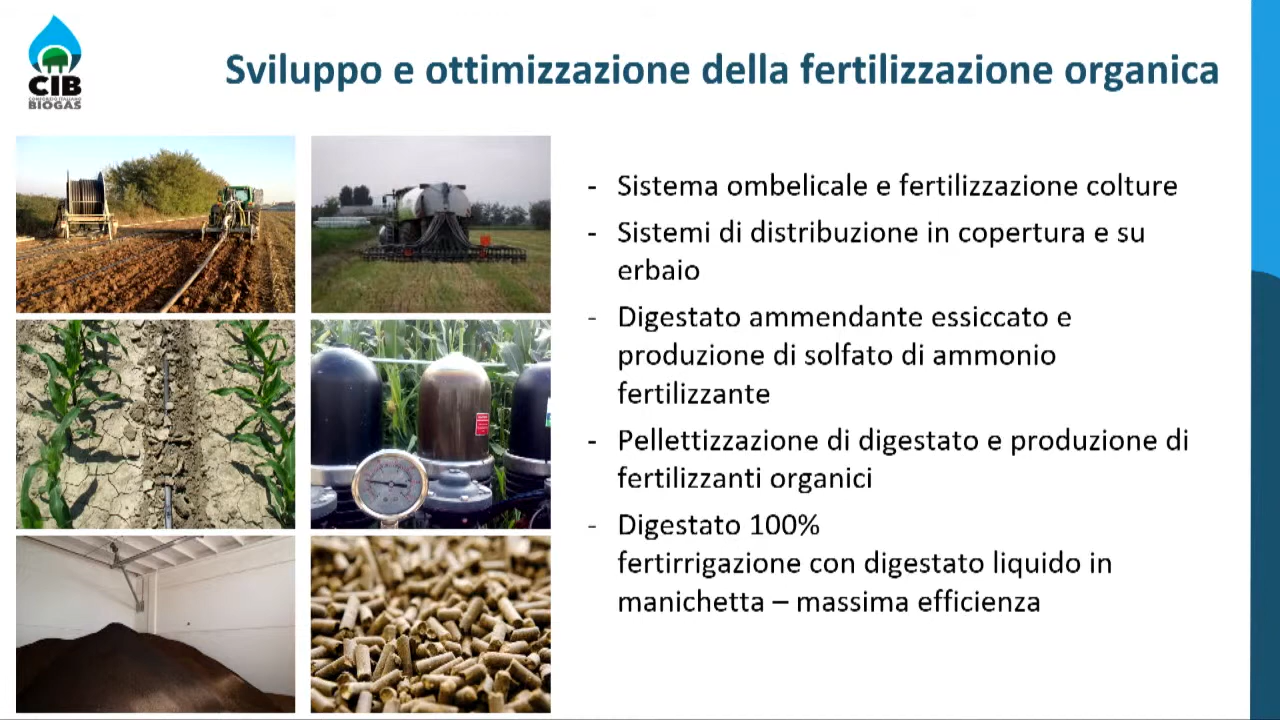 CIB
CONSORZIO ITALIANO
BIOGAS
Sviluppo e ottimizzazione della fertilizzazione organica
- Sistema ombelicale e fertilizzazione colture
- Sistemi di distribuzione in copertura e su
erbaio
- Digestato ammendante essiccato e
produzione di solfato di ammonio
fertilizzante
- Pellettizzazione di digestato e produzione di
fertilizzanti organici
- Digestato 100%
fertirrigazione con digestato liquido in
manichetta – massima efficienza